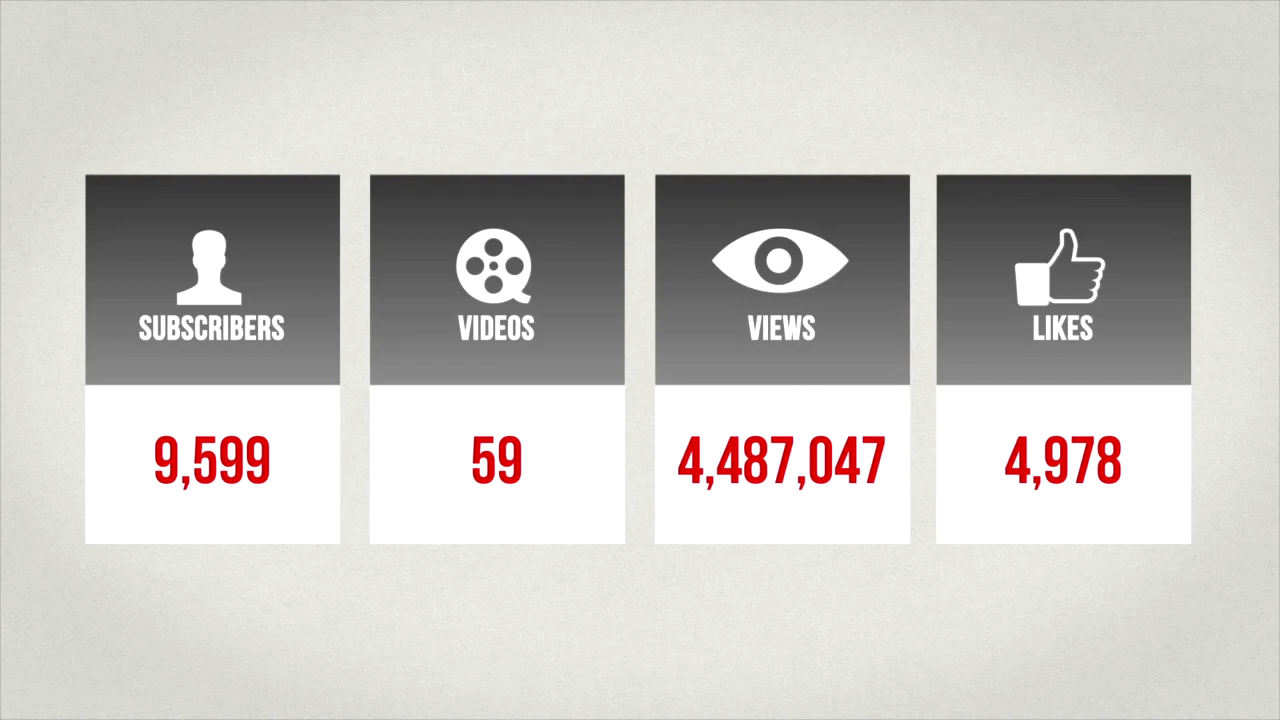 SUBSCRIBERS
9,599
VIDEOS
59
VIEWS
4,487,047
LIKES
4,978